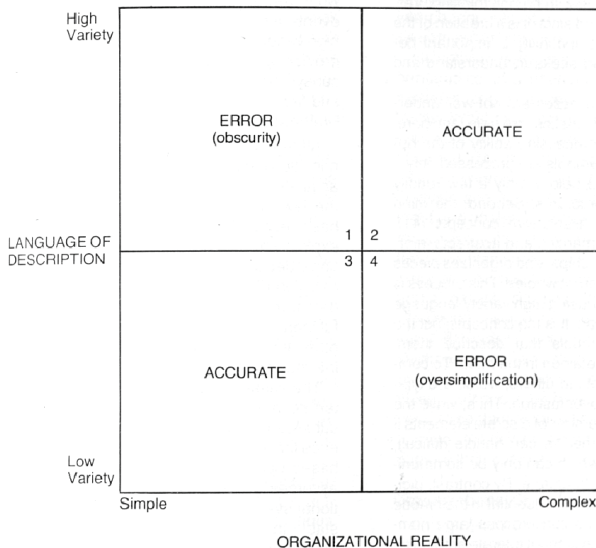 High
Variety
ERROR
(obscurity)
ACCURATE
LANGUAGE OF
DESCRIPTION
1 2
3 4
ACCURATE
ERROR
(oversimplification)
Low
Variety
Simple
Complex
ORGANIZATIONAL REALITY